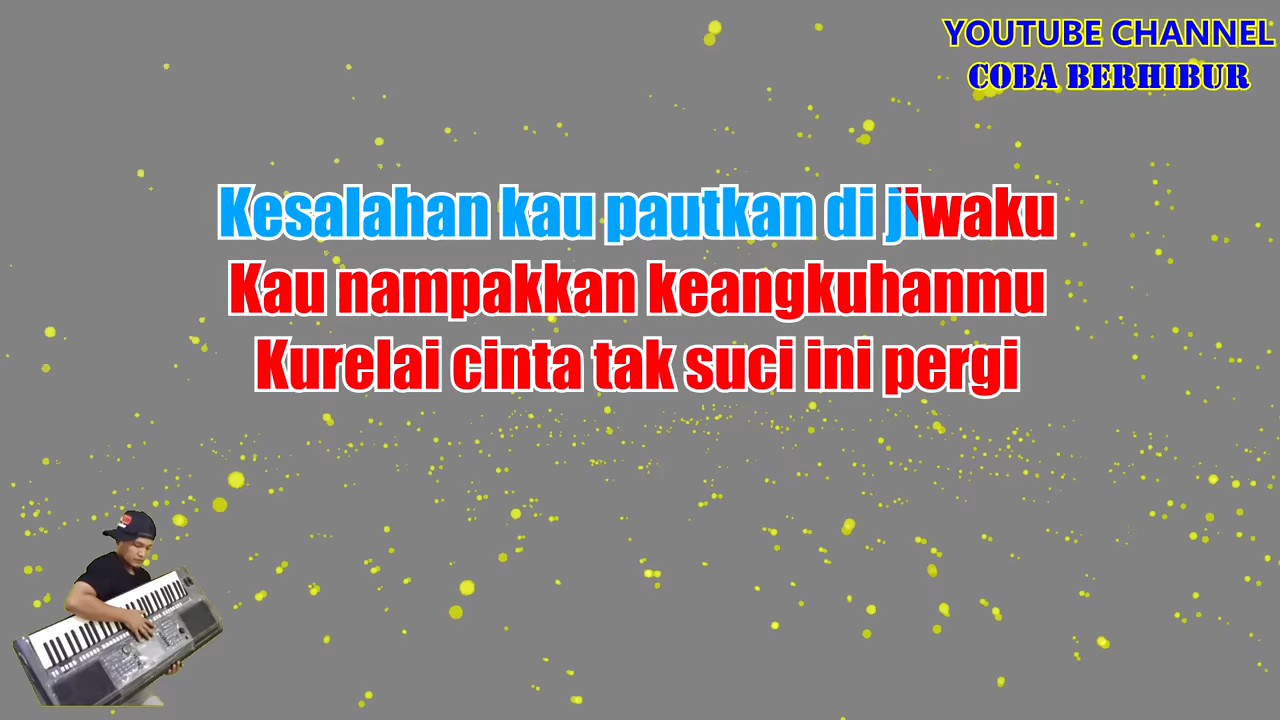 YOUTUBE CHANNEL
COBA BERHIBUR
Kesalahan kau pautkan di jiwaku
Kau nampakkan keangkuhanmu
Kurelai cinta tak suci ini pergi